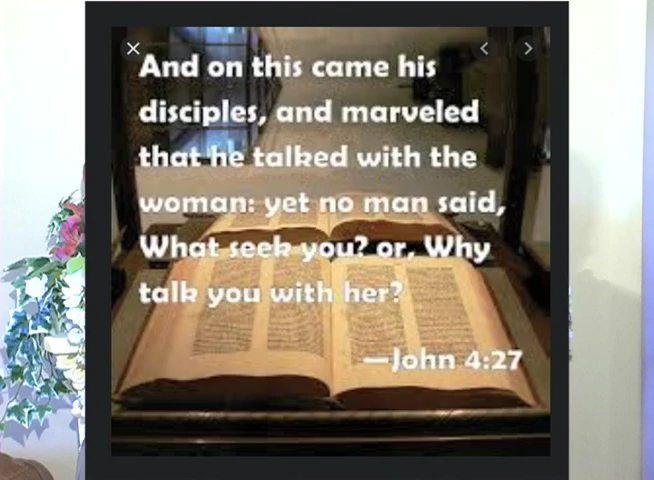 And on this came his
disciples, and marveled
that he talked with the
woman: yet no man said,
What seek you? or, Why
talk you with her?
—John 4:27